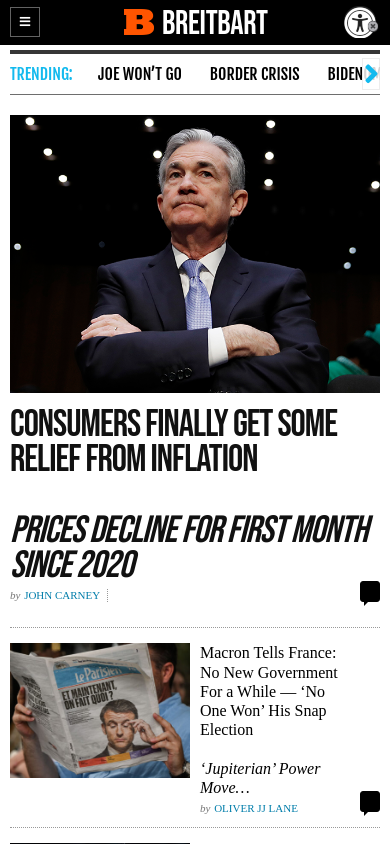 BREITBART
TRENDING: JOE WON'T GO BORDER CRISIS BIDEN
CONSUMERS FINALLY GET SOME
RELIEF FROM INFLATION
PRICES DECLINE FOR FIRST MONTH
SINCE 2020
by JOHN CARNEY
Le Parisien
ET MAINTENANT,
ON FAIT QUOI ?
Macron Tells France:
No New Government
For a While — ‘No
One Won’ His Snap
Election
‘Jupiterian’ Power
Move…
by OLIVER JJ LANE